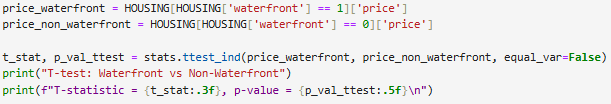 price_waterfront = HOUSING[HOUSING['waterfront'] == 1]['price']
price_non_waterfront = HOUSING[HOUSING['waterfront'] == 0]['price']
t_stat, p_val_ttest = stats.ttest_ind(price_waterfront, price_non_waterfront, equal_var=False)
print("T-test: Waterfront vs Non-Waterfront")
print(f"T-statistic = {t_stat:.3f}, p-value = {p_val_ttest:.5f}\n")